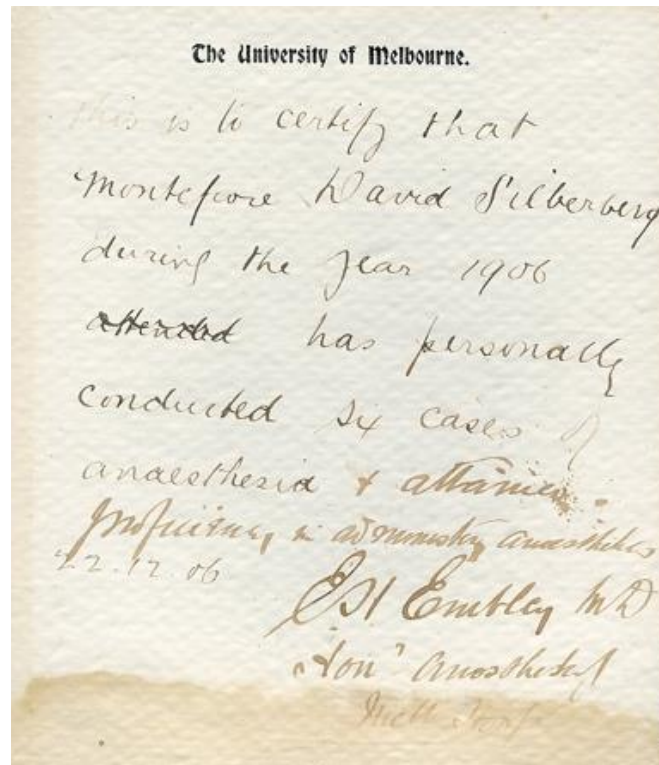 The University of Melbourne.
This is to certify that
Montefiore David Silberberg
during the year 1906
attended has personally
conducted six cases of
anaesthesia & attained
proficiency in administering anaesthetics
22.12.06
E H Embley MD
Hon Anaesthetist
Melb Hosp